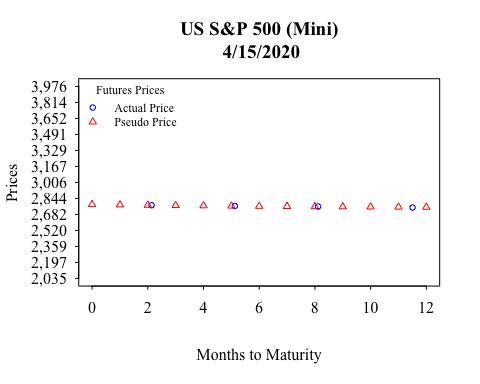 US S&P 500 (Mini)
4/15/2020
Futures Prices
Actual Price
Pseudo Price
Prices
3,976
3,814
3,652
3,491
3,329
3,167
3,006
2,844
2,682
2,520
2,359
2,197
2,035
0 2 4 6 8 10 12
Months to Maturity